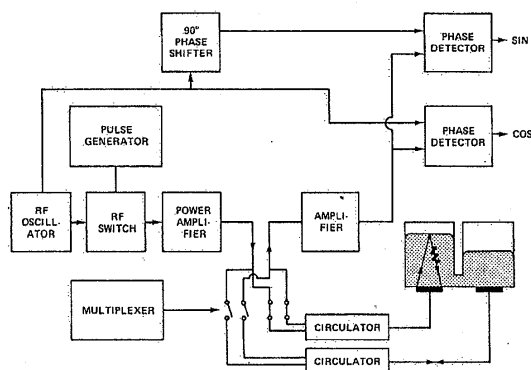 90°
PHASE
SHIFTER
PHASE
DETECTOR
SIN
PULSE
GENERATOR
PHASE
DETECTOR
COS
RF
OSCILL-
ATOR
RF
SWITCH
POWER
AMPLI-
FIER
AMPLI-
FIER
MULTIPLEXER
CIRCULATOR
CIRCULATOR